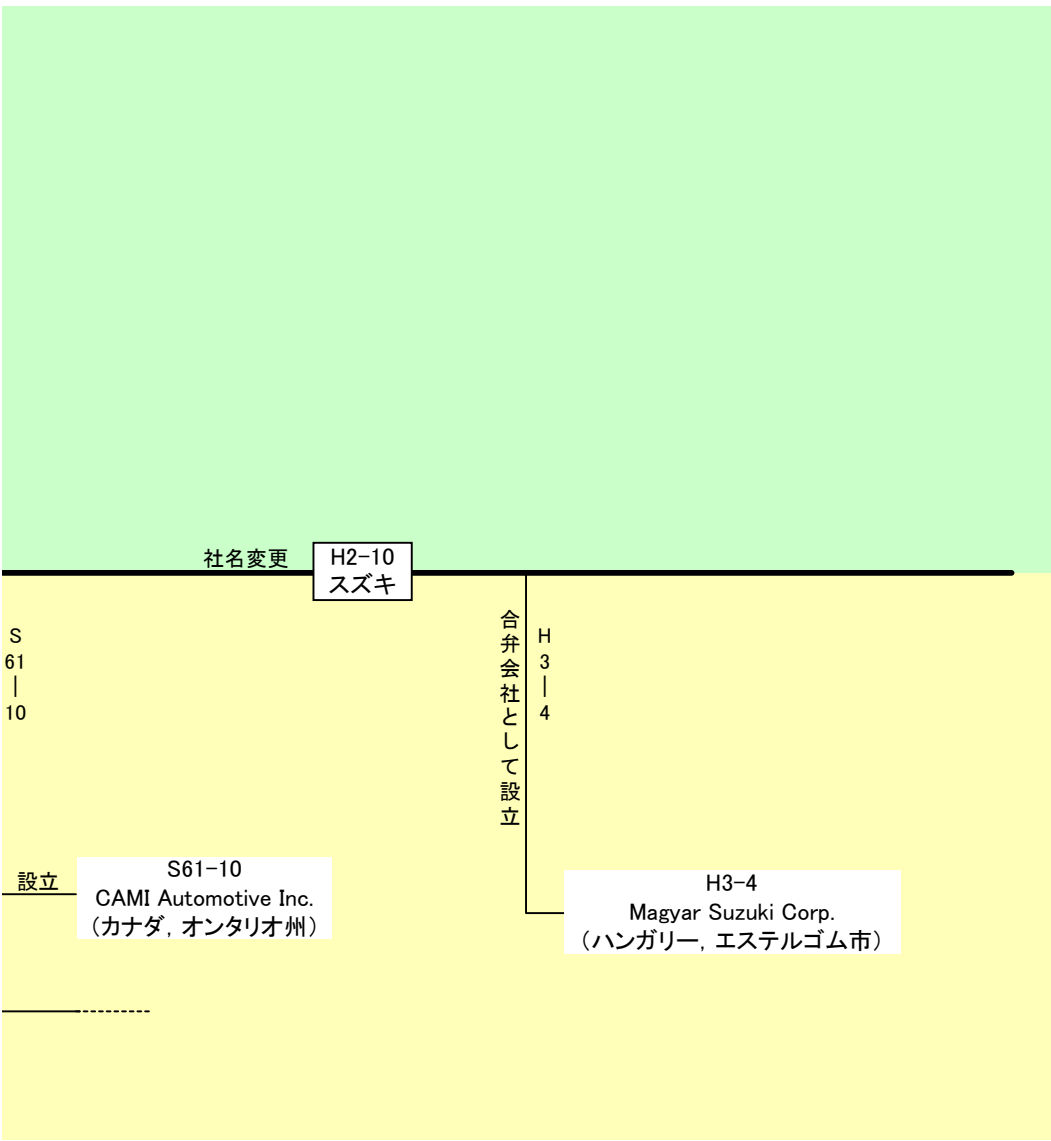 社名変更
H2-10
スズキ
S
61
|
10
合弁会社として設立
H
3
|
4
設立
S61-10
CAMI Automotive Inc.
（カナダ，オンタリオ州）
H3-4
Magyar Suzuki Corp.
（ハンガリー，エステルゴム市）